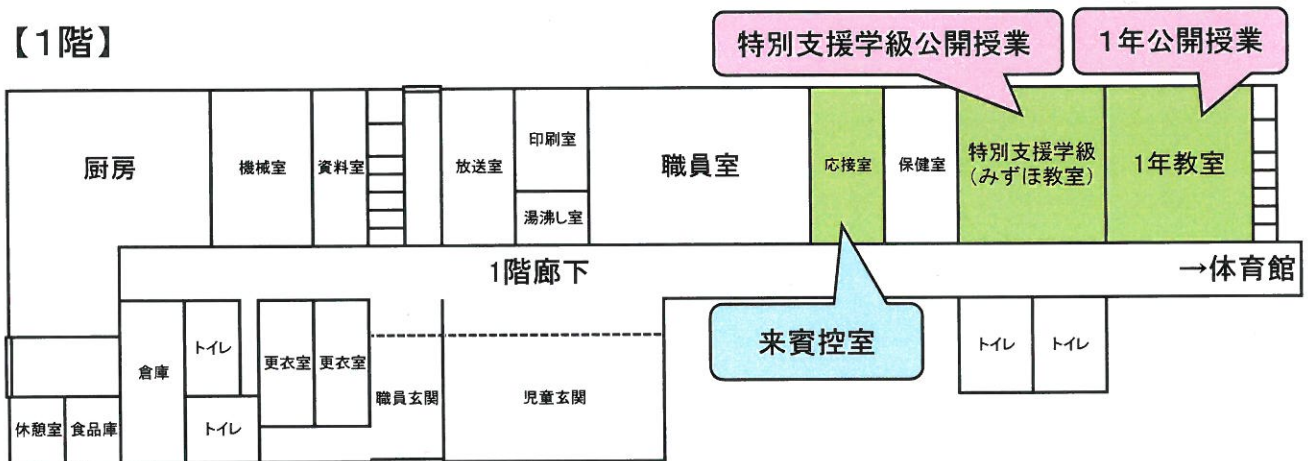 【1階】
特別支援学級公開授業
1年公開授業
厨房
機械室
資料室
放送室
印刷室
湯沸し室
職員室
応接室
保健室
特別支援学級
(みずほ教室)
1年教室
1階廊下
→体育館
倉庫
トイレ
トイレ
更衣室
更衣室
職員玄関
児童玄関
来賓控室
トイレ
トイレ
休憩室
食品庫